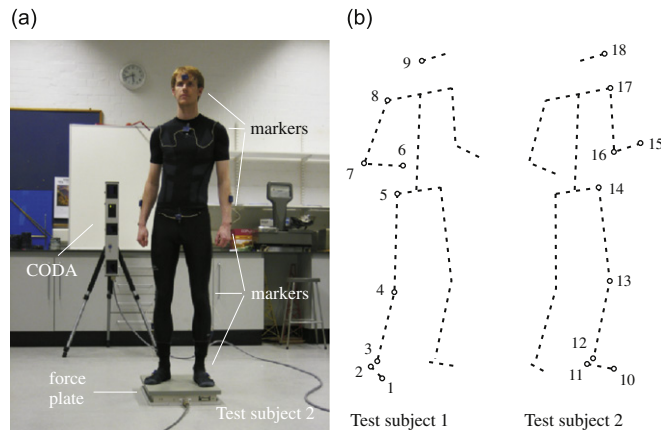 (a)
markers
CODA
markers
force
plate
Test subject 2
(b)
9
8
7
6
5
4
3
2
1
Test subject 1
18
17
16
15
14
13
12
11
10
Test subject 2